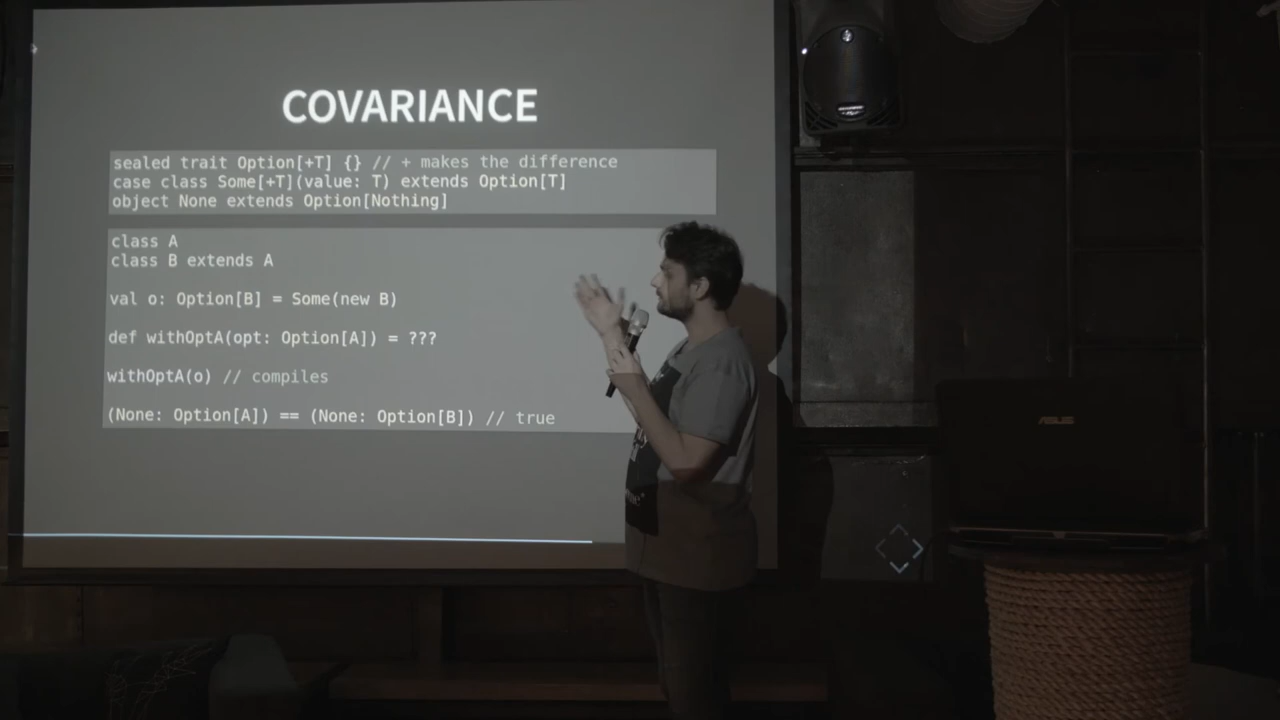 COVARIANCE
sealed trait Option[+T] {} // + makes the difference
case class Some[+T](value: T) extends Option[T]
object None extends Option[Nothing]
class A
class B extends A
val o: Option[B] = Some(new B)
def withOptA(opt: Option[A]) = ???
withOptA(o) // compiles
(None: Option[A]) == (None: Option[B]) // true
ASUS